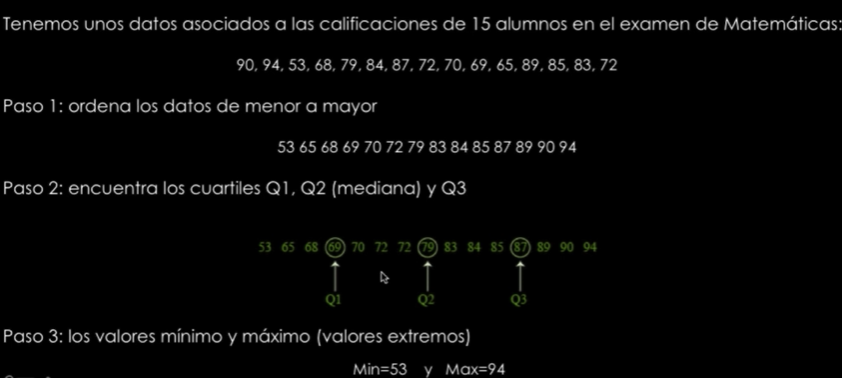 Tenemos unos datos asociados a las calificaciones de 15 alumnos en el examen de Matemáticas:
90, 94, 53, 68, 79, 84, 87, 72, 70, 69, 65, 89, 85, 83, 72
Paso 1: ordena los datos de menor a mayor
53 65 68 69 70 72 79 83 84 85 87 89 90 94
Paso 2: encuentra los cuartiles Q1, Q2 (mediana) y Q3
53 65 68 69 70 72 72 79 83 84 85 87 89 90 94
Q1 Q2 Q3
Paso 3: los valores mínimo y máximo (valores extremos)
Min=53 y Max=94